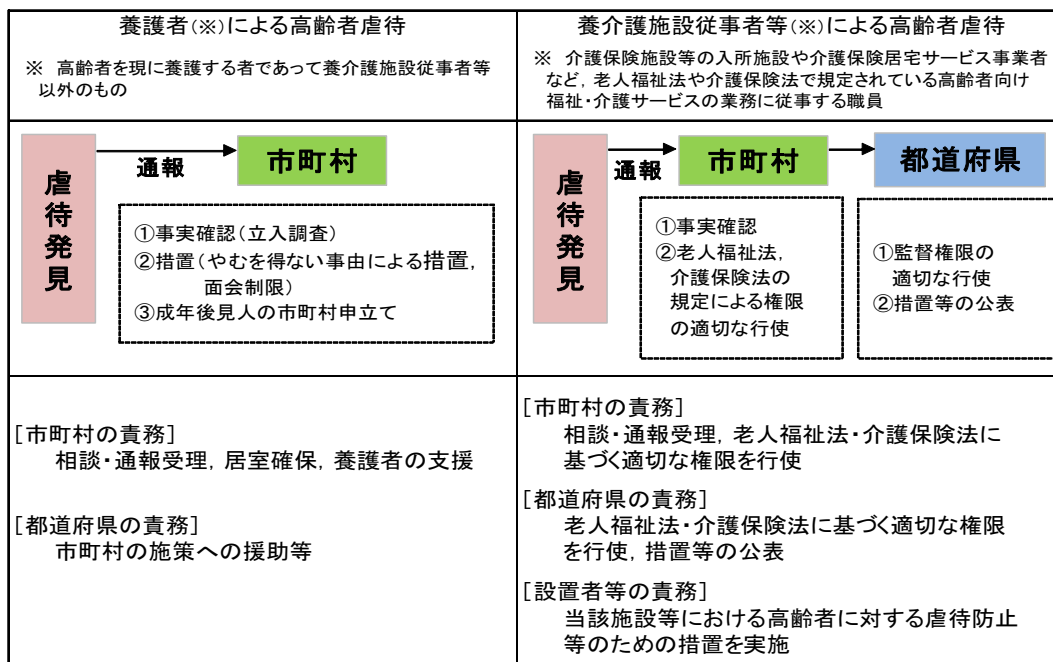 養護者(※)による高齢者虐待
※ 高齢者を現に養護する者であって養介護施設従事者等
以外のもの
養介護施設従事者等(※)による高齢者虐待
※ 介護保険施設等の入所施設や介護保険居宅サービス事業者
など，老人福祉法や介護保険法で規定されている高齢者向け
福祉・介護サービスの業務に従事する職員
虐待発見
通報
市町村
①事実確認(立入調査)
②措置(やむを得ない事由による措置，
面会制限)
③成年後見人の市町村申立て
虐待発見
通報
市町村
都道府県
①事実確認
②老人福祉法，
介護保険法の
規定による権限
の適切な行使
①監督権限の
適切な行使
②措置等の公表
[市町村の責務]
相談・通報受理，居室確保，養護者の支援
[都道府県の責務]
市町村の施策への援助等
[市町村の責務]
相談・通報受理，老人福祉法・介護保険法に
基づく適切な権限を行使
[都道府県の責務]
老人福祉法・介護保険法に基づく適切な権限
を行使，措置等の公表
[設置者等の責務]
当該施設等における高齢者に対する虐待防止
等のための措置を実施